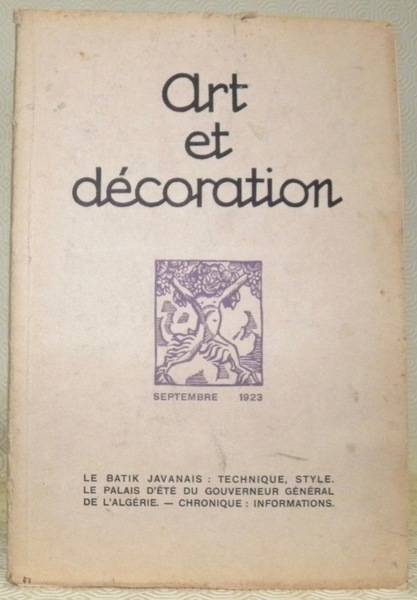 art
et
décoration
SEPTEMBRE 1923
LE BATIK JAVANAIS : TECHNIQUE, STYLE.
LE PALAIS D'ÉTÉ DU GOUVERNEUR GÉNÉRAL
DE L'ALGÉRIE. — CHRONIQUE : INFORMATIONS.